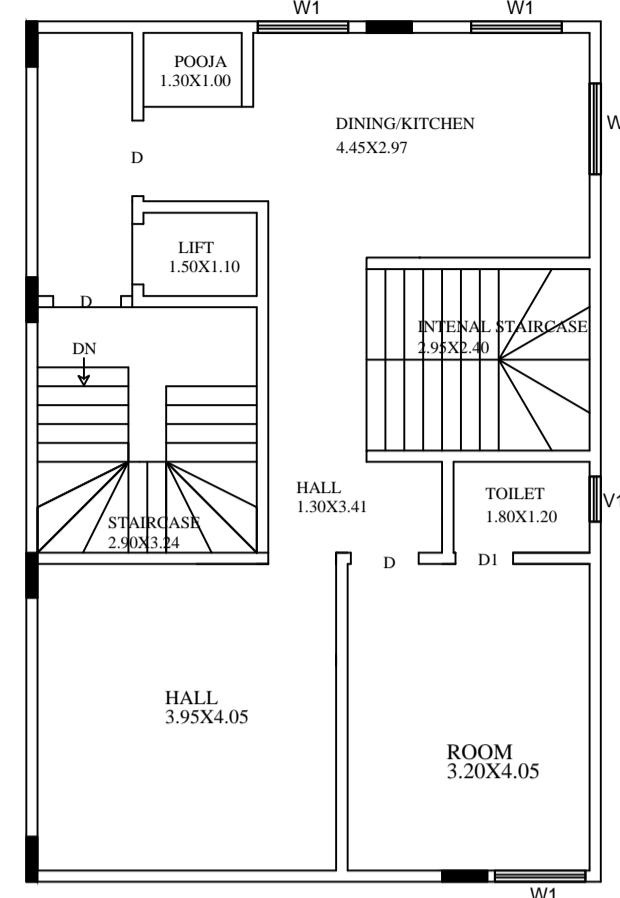 W1
W1
POOJA
1.30X1.00
DINING/KITCHEN
4.45X2.97
W
D
LIFT
1.50X1.10
D
INTENAL STAIRCASE
2.95X2.40
DN
HALL
1.30X3.41
TOILET
1.80X1.20
V1
STAIRCASE
2.90X3.24
D
D1
HALL
3.95X4.05
ROOM
3.20X4.05
W1